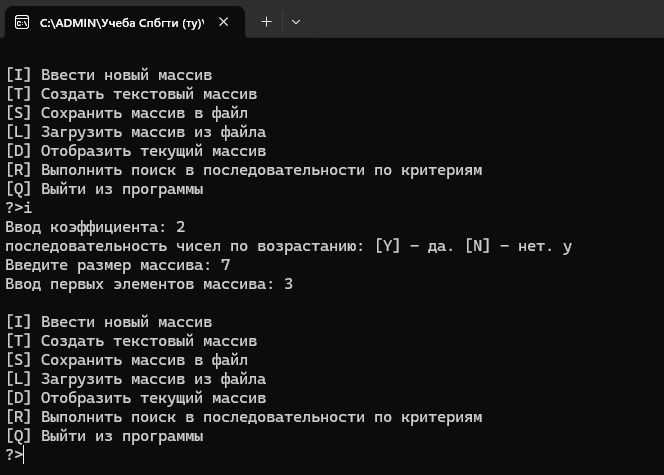 C:\ADMIN\Учеба Спбгти (ту)\
[I] Ввести новый массив
[T] Создать текстовый массив
[S] Сохранить массив в файл
[L] Загрузить массив из файла
[D] Отобразить текущий массив
[R] Выполнить поиск в последовательности по критериям
[Q] Выйти из программы
?>i
Ввод коэффициента: 2
последовательность чисел по возрастанию: [Y] – да. [N] – нет. y
Введите размер массива: 7
Ввод первых элементов массива: 3
[I] Ввести новый массив
[T] Создать текстовый массив
[S] Сохранить массив в файл
[L] Загрузить массив из файла
[D] Отобразить текущий массив
[R] Выполнить поиск в последовательности по критериям
[Q] Выйти из программы
?>